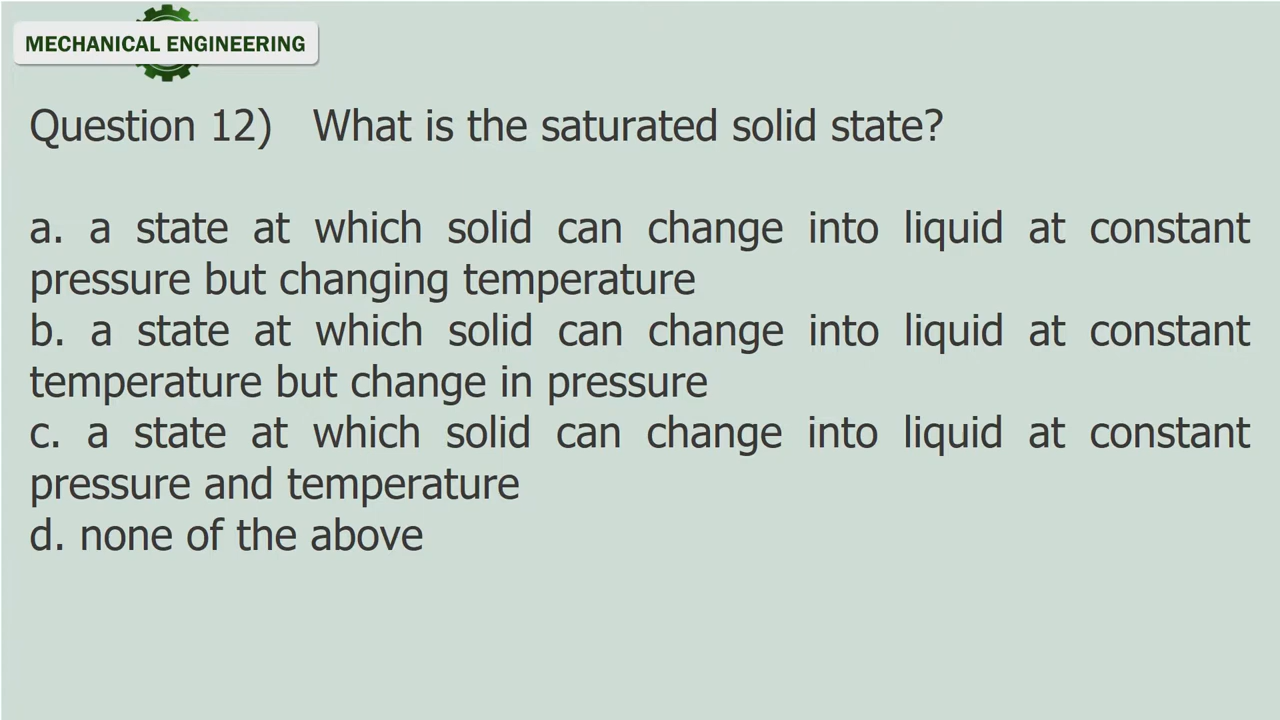 MECHANICAL ENGINEERING
Question 12) What is the saturated solid state?
a. a state at which solid can change into liquid at constant
pressure but changing temperature
b. a state at which solid can change into liquid at constant
temperature but change in pressure
c. a state at which solid can change into liquid at constant
pressure and temperature
d. none of the above